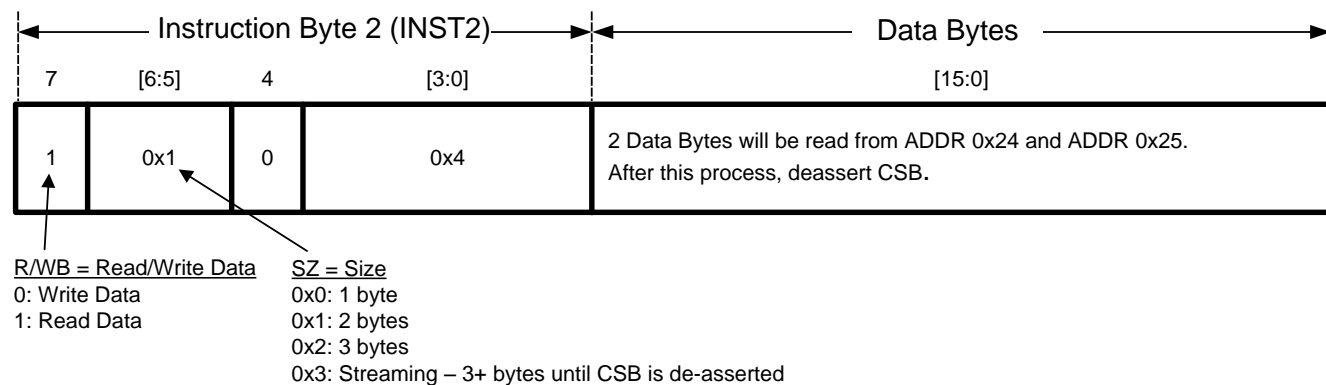 Instruction Byte 2 (INST2) Data Bytes
7 [6:5] 4 [3:0] [15:0]
1 0x1 0 0x4 2 Data Bytes will be read from ADDR 0x24 and ADDR 0x25.
After this process, deassert CSB.
R/WB = Read/Write Data SZ = Size
0: Write Data 0x0: 1 byte
1: Read Data 0x1: 2 bytes
0x2: 3 bytes
0x3: Streaming – 3+ bytes until CSB is de-asserted